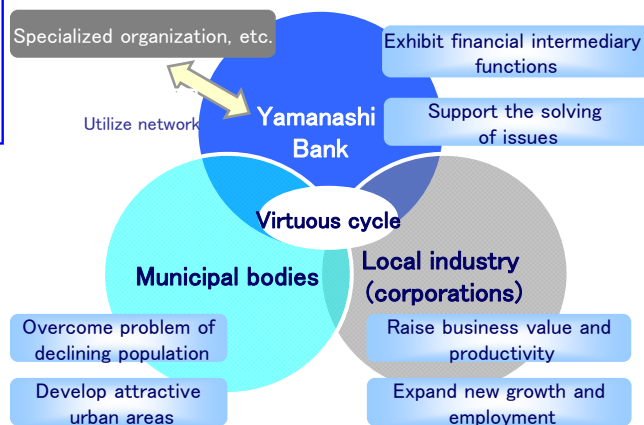 Specialized organization, etc.
Exhibit financial intermediary
functions
Utilize network
Yamanashi
Bank
Support the solving
of issues
Virtuous cycle
Municipal bodies
Local industry
(corporations)
Overcome problem of
declining population
Raise business value and
productivity
Develop attractive
urban areas
Expand new growth and
employment